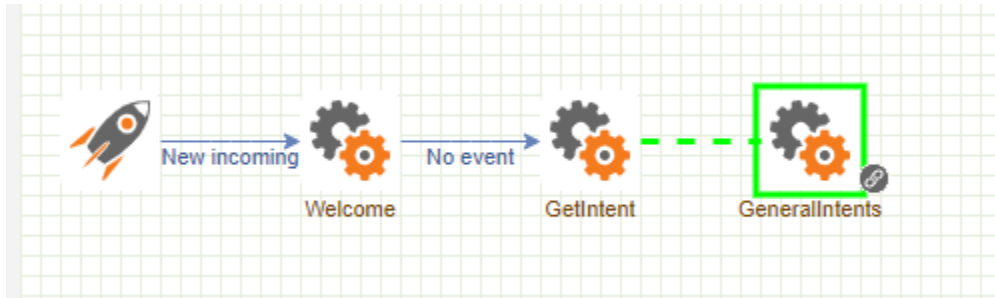 New incoming
No event
Welcome
GetIntent
GeneralIntents